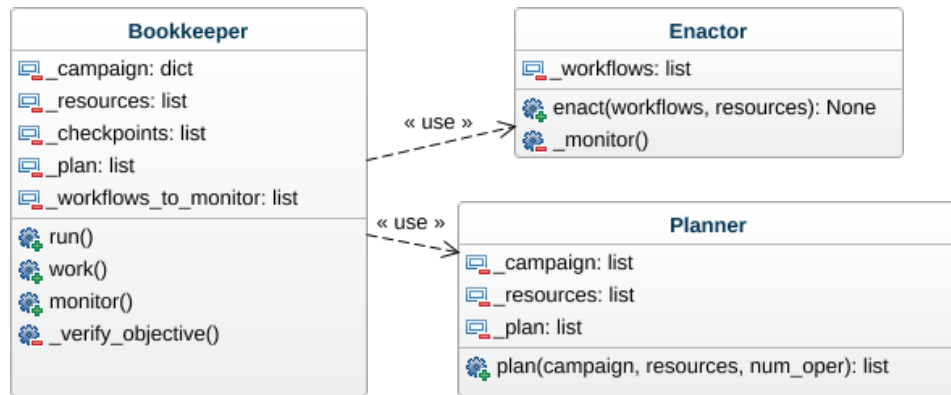 Bookkeeper
_campaign: dict
_resources: list
_checkpoints: list
_plan: list
_workflows_to_monitor: list
run()
work()
monitor()
_verify_objective()
« use »
« use »
Enactor
_workflows: list
enact(workflows, resources): None
_monitor()
Planner
_campaign: list
_resources: list
_plan: list
plan(campaign, resources, num_oper): list